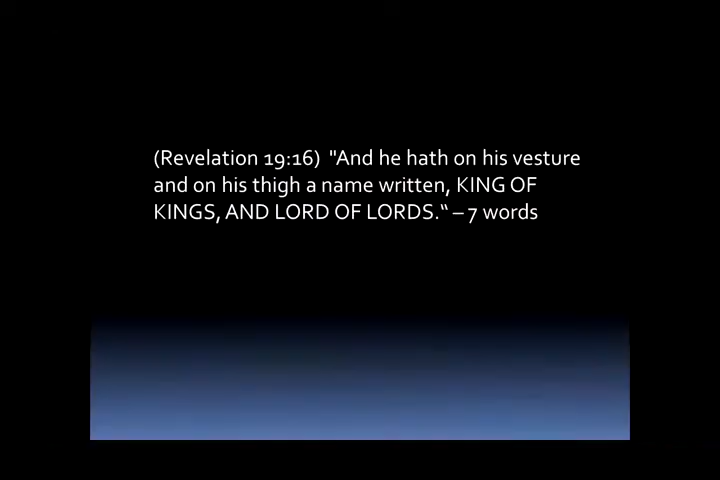 (Revelation 19:16)  "And he hath on his vesture
and on his thigh a name written, KING OF
KINGS, AND LORD OF LORDS.“ – 7 words